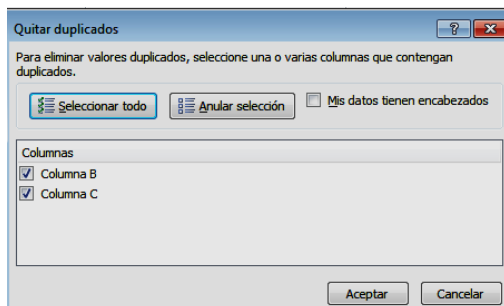 Quitar duplicados
Para eliminar valores duplicados, seleccione una o varias columnas que contengan
duplicados.
Seleccionar todo
Anular selección
Mis datos tienen encabezados
Columnas
Columna B
Columna C
Aceptar
Cancelar